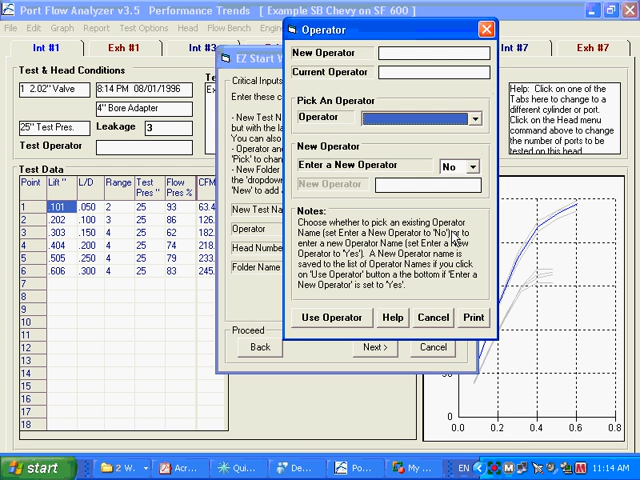 Port Flow Analyzer v3.5   Performance Trends   [ Example SB Chevy on SF 600 ]
File Edit Graph Report Test Options Head Flow Bench
Int #1 Exh #1 Int #3 Int #7 Exh #7
Test & Head Conditions
1 2.02" Valve
8:14 PM 08/01/1996
4" Bore Adapter
25" Test Pres.
Leakage 3
Test Operator
Help: Click on one of the
Tabs here to change to a
different cylinder or port.
Click on the Head menu
command above to change
the number of ports to be
tested on this head.
Test Data
Point Lift " L/D Range Test Pres " Flow Pres % CFM
1 .101 .050 2 25 93 63.4
2 .202 .100 3 25 86 126.
3 .303 .150 4 25 62 182.
4 .404 .200 4 25 74 218.
5 .505 .250 4 25 79 233.
6 .606 .300 4 25 83 245.
7
8
9
10
11
12
13
14
15
16
17
18
EZ Start W
Critical Inputs
Enter these c
- New Test N
but with the la
You can also
- Operator an
'Pick' to chan
- New Folder
the 'dropdown
'New' to add
New Test Na
Operator
Head Numbe
Folder Name
Proceed
Back
Next >
Cancel
Operator
New Operator
Current Operator
Pick An Operator
Operator
New Operator
Enter a New Operator No
New Operator
Notes:
Choose whether to pick an existing Operator
Name (set Enter a New Operator to 'No') or to
enter a new Operator Name (set Enter a New
Operator to 'Yes'). A New Operator name is
saved to the list of Operator Names if you click
on 'Use Operator' button a the bottom if 'Enter
a New Operator' is set to 'Yes'.
Use Operator
Help
Cancel
Print
50
0.0
0.2 0.4 0.6 0.8
start
2 W.
Acr...
Qui...
De...
Po...
My ...
EN
11:14 AM